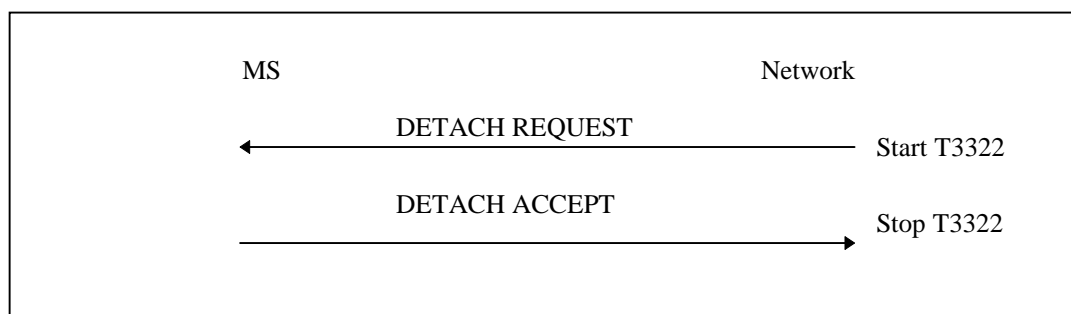 MS Network
DETACH REQUEST
Start T3322
DETACH ACCEPT
Stop T3322